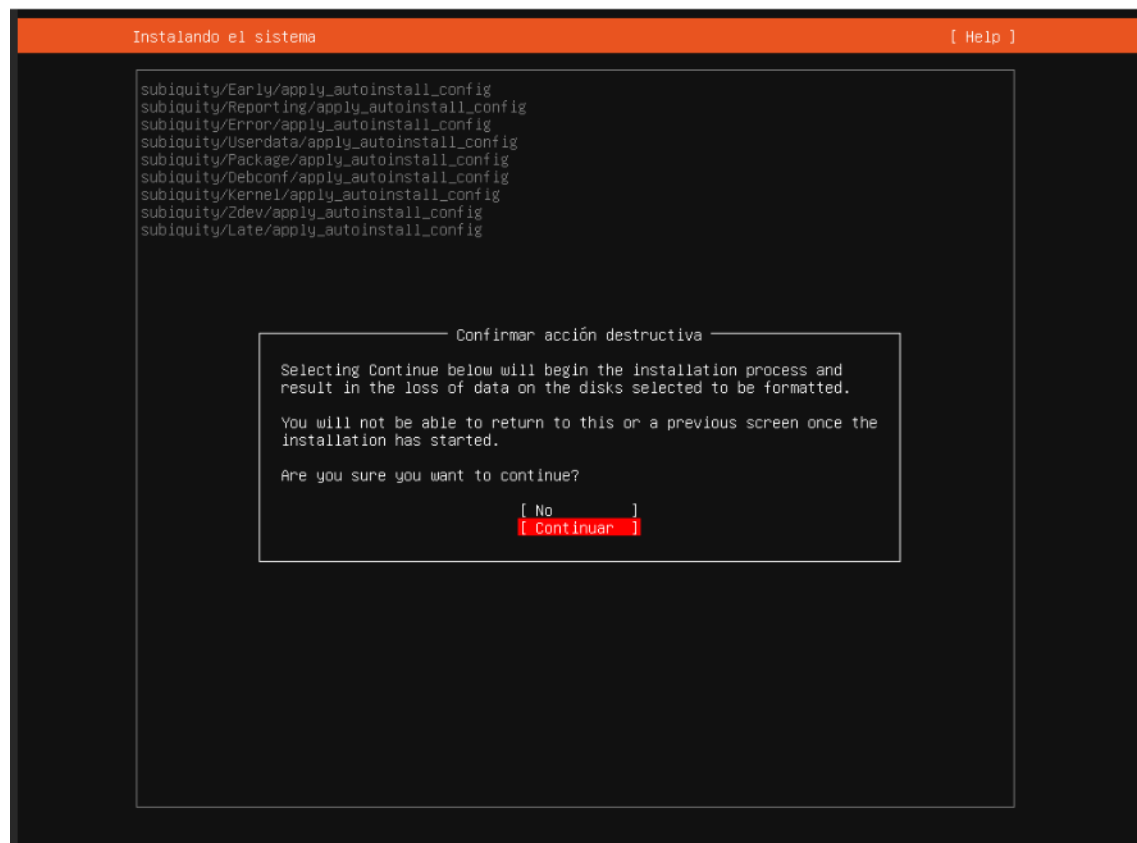 Instalando el sistema [ Help ]
subiquity/Early/apply_autoinstall_config
subiquity/Reporting/apply_autoinstall_config
subiquity/Error/apply_autoinstall_config
subiquity/Userdata/apply_autoinstall_config
subiquity/Package/apply_autoinstall_config
subiquity/Debconf/apply_autoinstall_config
subiquity/Kernel/apply_autoinstall_config
subiquity/Zdev/apply_autoinstall_config
subiquity/Late/apply_autoinstall_config
Confirmar acción destructiva
Selecting Continue below will begin the installation process and
result in the loss of data on the disks selected to be formatted.
You will not be able to return to this or a previous screen once the
installation has started.
Are you sure you want to continue?
[ No ]
[ Continuar ]